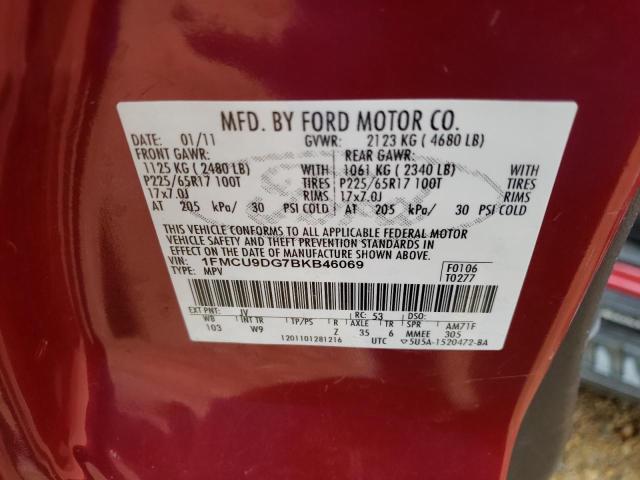 MFD. BY FORD MOTOR CO.
DATE: 01/11 GVWR: 2123 KG ( 4680 LB)
FRONT GAWR: REAR GAWR:
1125 KG ( 2480 LB) WITH 1061 KG ( 2340 LB) WITH
P225/65R17 100T TIRES P225/65R17 100T TIRES
17x7.0J RIMS 17x7.0J RIMS
AT 205 kPa/ 30 PSI COLD AT 205 kPa/ 30 PSI COLD
THIS VEHICLE CONFORMS TO ALL APPLICABLE FEDERAL MOTOR
VEHICLE SAFETY AND THEFT PREVENTION STANDARDS IN EFFECT
ON THE DATE OF MANUFACTURE SHOWN ABOVE.
VIN: 1FMCU9DG7BKB46069 F0106
TYPE: MPV T0277
EXT PNT: JV RC: 53 DSO:
WB INT TR TP/PS R AXLE TR SPR AM71F
103 W9 Z 35 6 MMEE 305
1201101281216 UTC 5U5A-1520472-BA